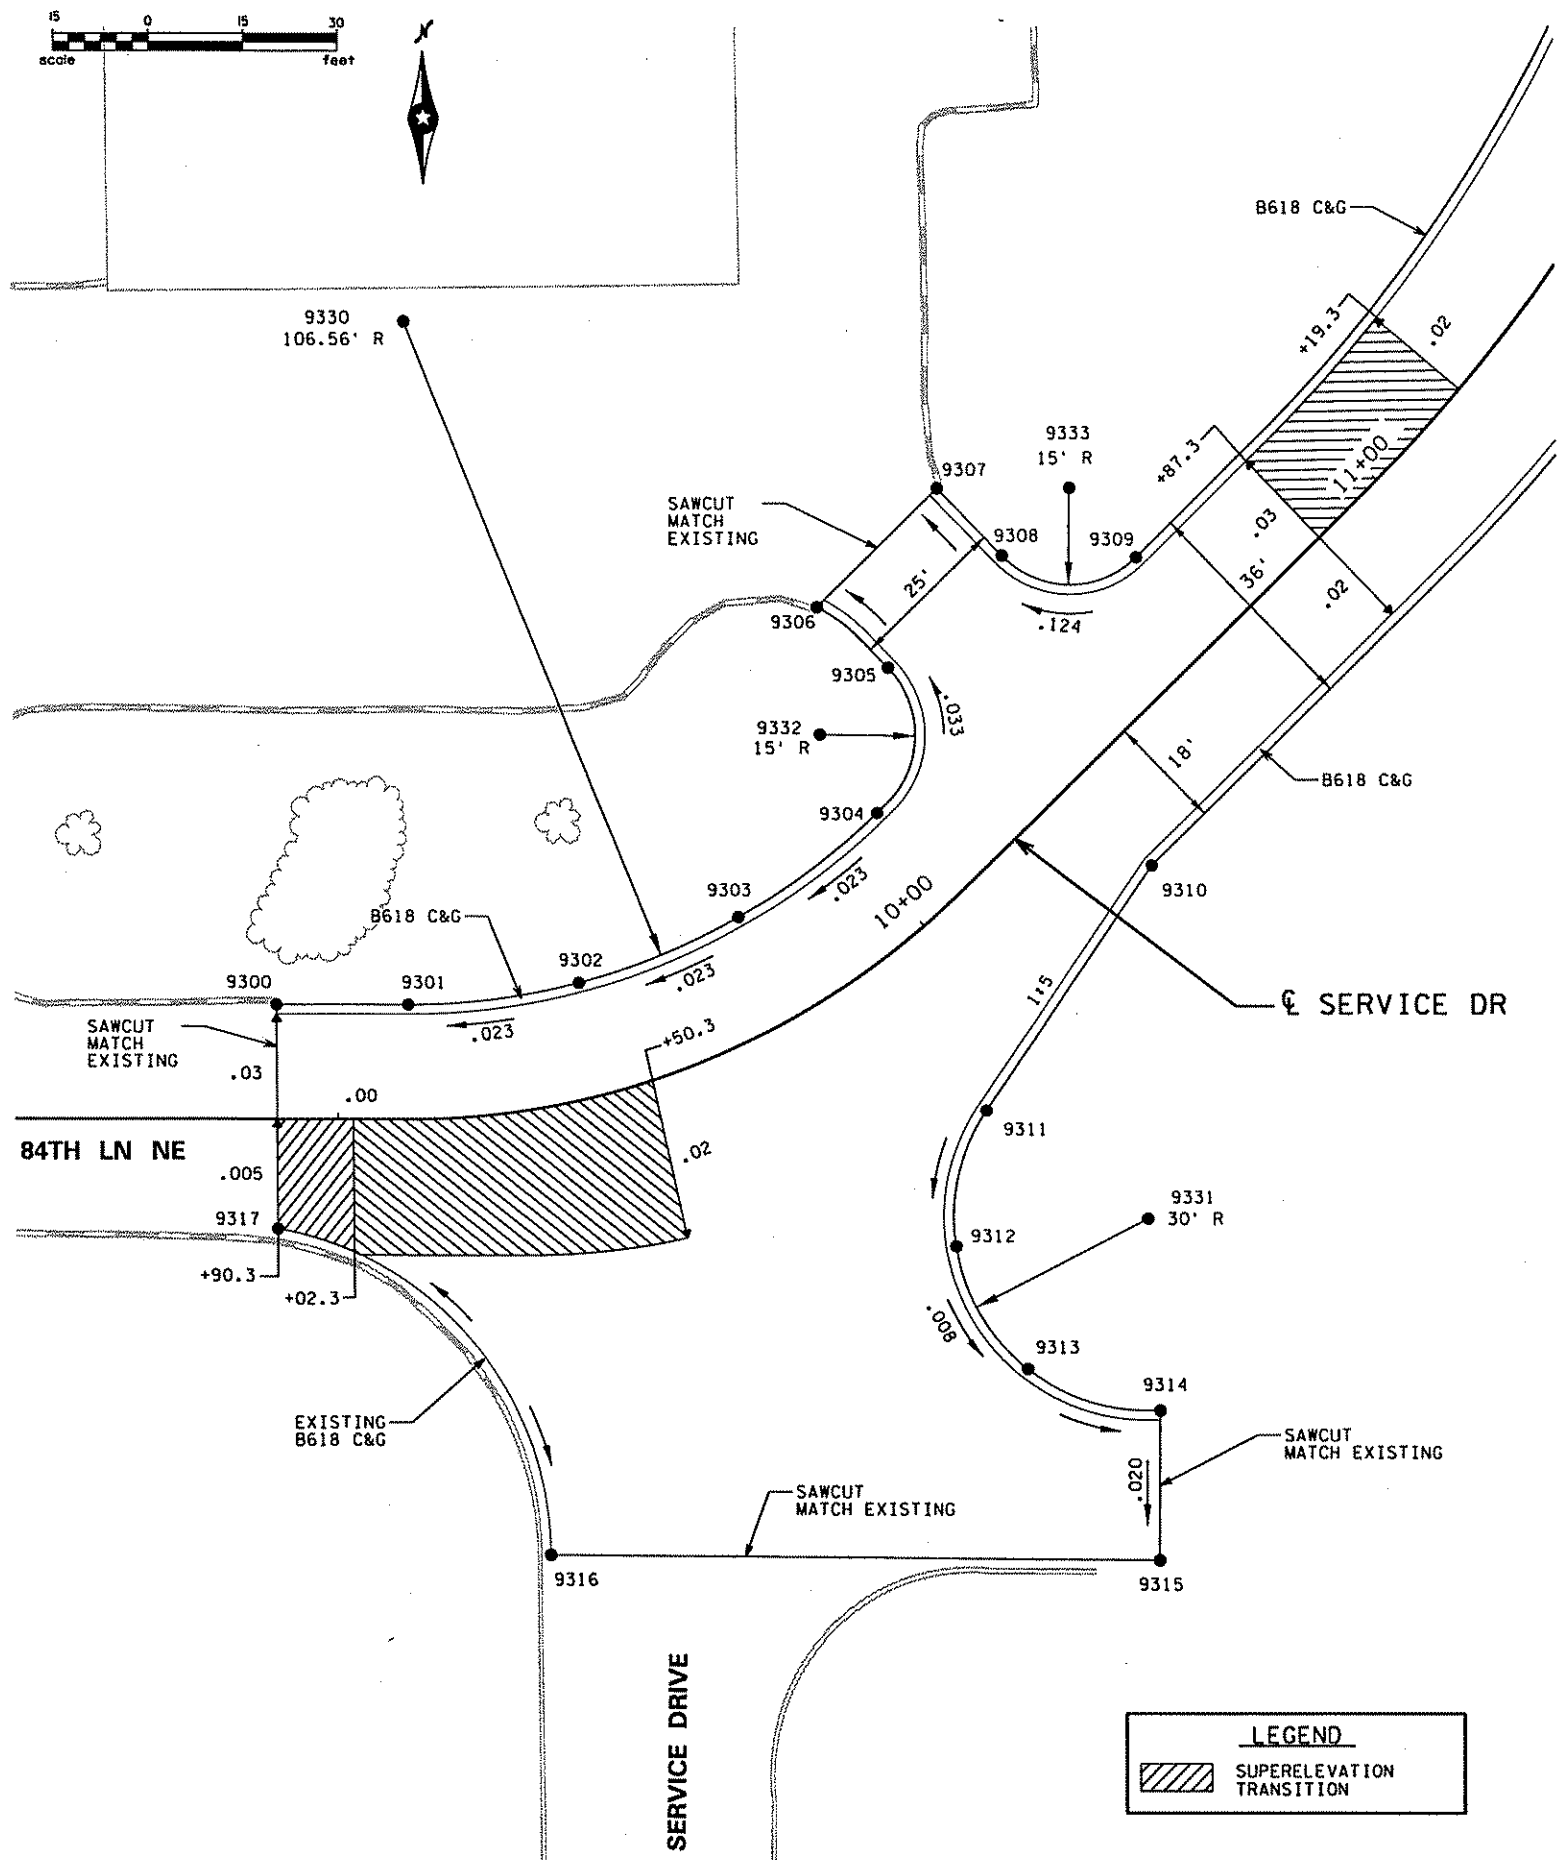 15 0 15 30
scale feet
N
B618 C&G
9330
106.56' R
+19.3
.02
9333
15' R
+87.3
11+00
9307
SAWCUT
MATCH
EXISTING
9308
9309
.03
25'
36'
.02
9306
.124
9305
.033
9332
15' R
18'
B618 C&G
9304
.023
9310
9303
10+00
B618 C&G
9302
.023
9300
9301
1:5
℄ SERVICE DR
SAWCUT
MATCH
EXISTING
.023
+50.3
.03
.00
9311
84TH LN NE
.005
.02
9317
9331
30' R
9312
+90.3
+02.3
.008
9313
9314
EXISTING
B618 C&G
SAWCUT
MATCH EXISTING
.020
SAWCUT
MATCH EXISTING
9316
9315
SERVICE DRIVE
LEGEND
SUPERELEVATION
TRANSITION